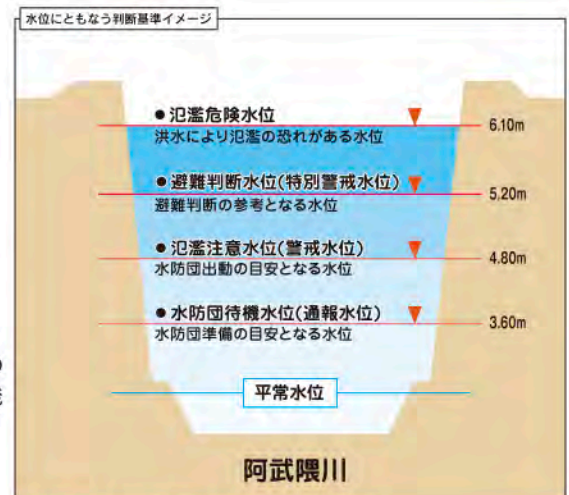 水位にともなう判断基準イメージ
●氾濫危険水位
6.10m
洪水により氾濫の恐れがある水位
●避難判断水位(特別警戒水位)
5.20m
避難判断の参考となる水位
●氾濫注意水位(警戒水位)
4.80m
水防団出動の目安となる水位
●水防団待機水位(通報水位)
3.60m
水防団準備の目安となる水位
平常水位
阿武隈川